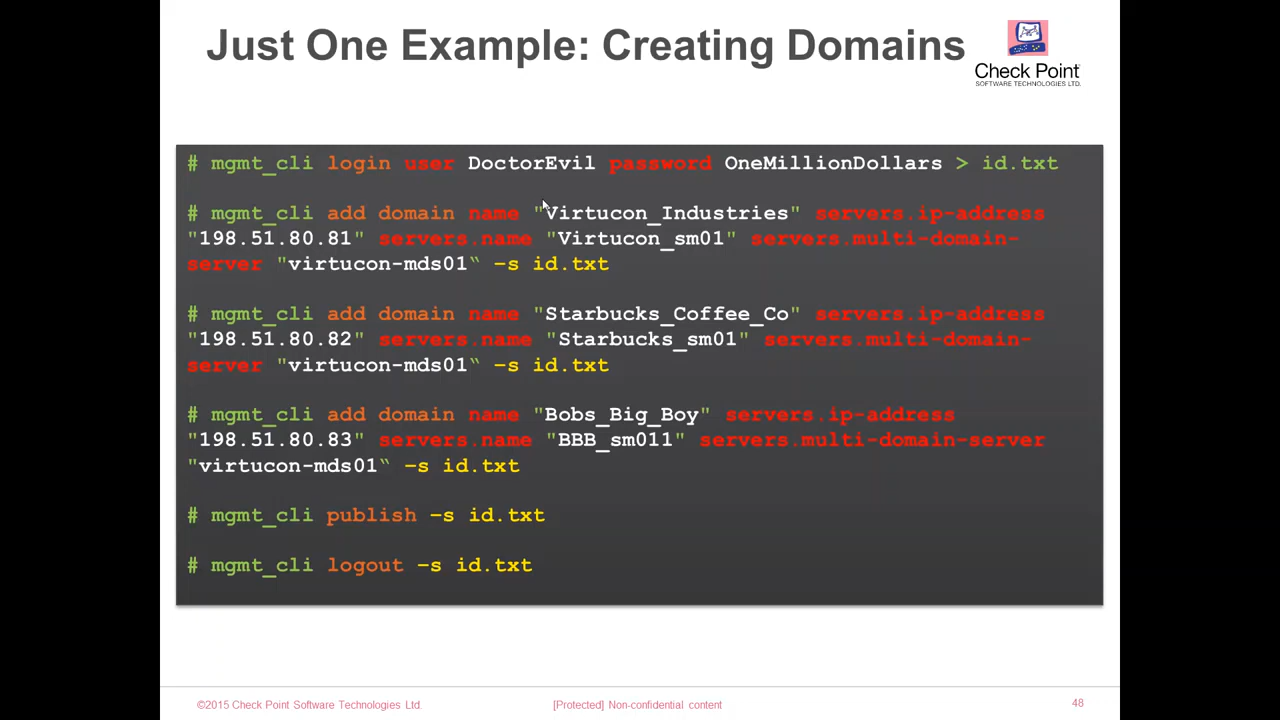 Just One Example: Creating Domains
Check Point
SOFTWARE TECHNOLOGIES LTD.
# mgmt_cli login user DoctorEvil password OneMillionDollars > id.txt
# mgmt_cli add domain name "Virtucon_Industries" servers.ip-address
"198.51.80.81" servers.name "Virtucon_sm01" servers.multi-domain-
server "virtucon-mds01“ –s id.txt
# mgmt_cli add domain name "Starbucks_Coffee_Co" servers.ip-address
"198.51.80.82" servers.name "Starbucks_sm01" servers.multi-domain-
server "virtucon-mds01“ –s id.txt
# mgmt_cli add domain name "Bobs_Big_Boy" servers.ip-address
"198.51.80.83" servers.name "BBB_sm011" servers.multi-domain-server
"virtucon-mds01“ –s id.txt
# mgmt_cli publish –s id.txt
# mgmt_cli logout –s id.txt
©2015 Check Point Software Technologies Ltd.
[Protected] Non-confidential content
48